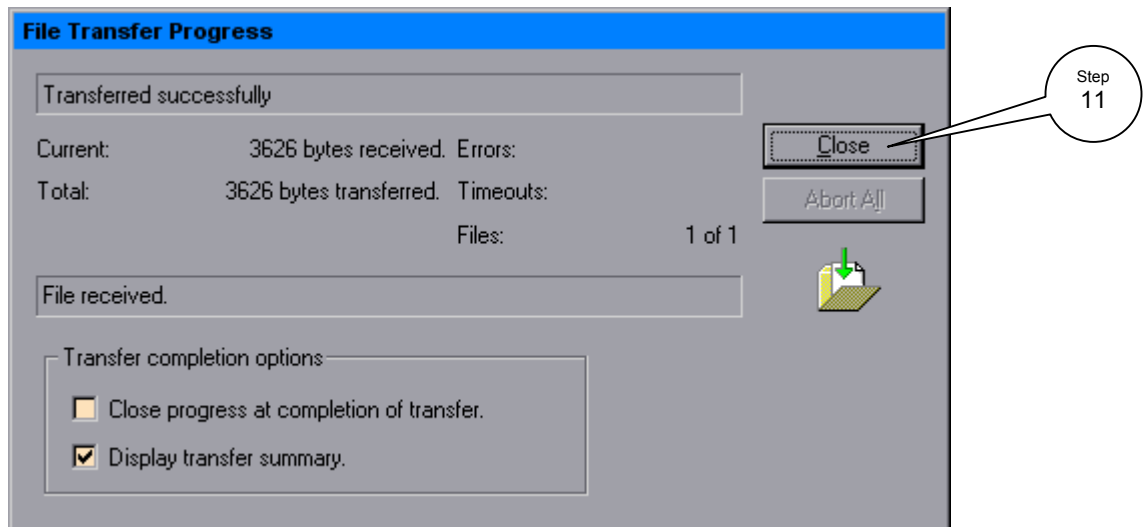 File Transfer Progress
Transferred successfully
Step
11
Current: 3626 bytes received. Errors:
Close
Total: 3626 bytes transferred. Timeouts:
Abort All
Files: 1 of 1
File received.
Transfer completion options
Close progress at completion of transfer.
Display transfer summary.